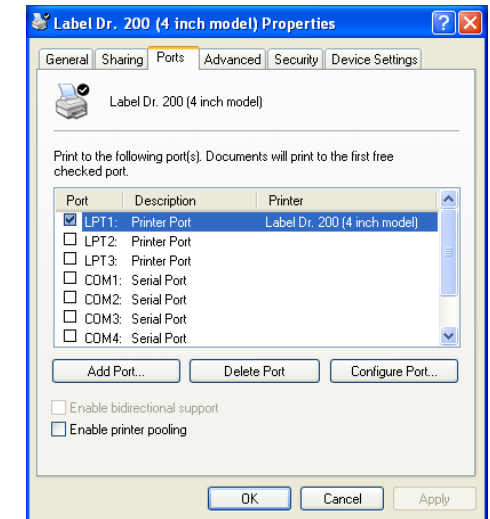 Label Dr. 200 (4 inch model) Properties
General Sharing Ports Advanced Security Device Settings
Label Dr. 200 (4 inch model)
Print to the following port(s). Documents will print to the first free
checked port.
Port Description Printer
LPT1: Printer Port Label Dr. 200 (4 inch model)
LPT2: Printer Port
LPT3: Printer Port
COM1: Serial Port
COM2: Serial Port
COM3: Serial Port
COM4: Serial Port
Add Port... Delete Port Configure Port...
Enable bidirectional support
Enable printer pooling
OK Cancel Apply